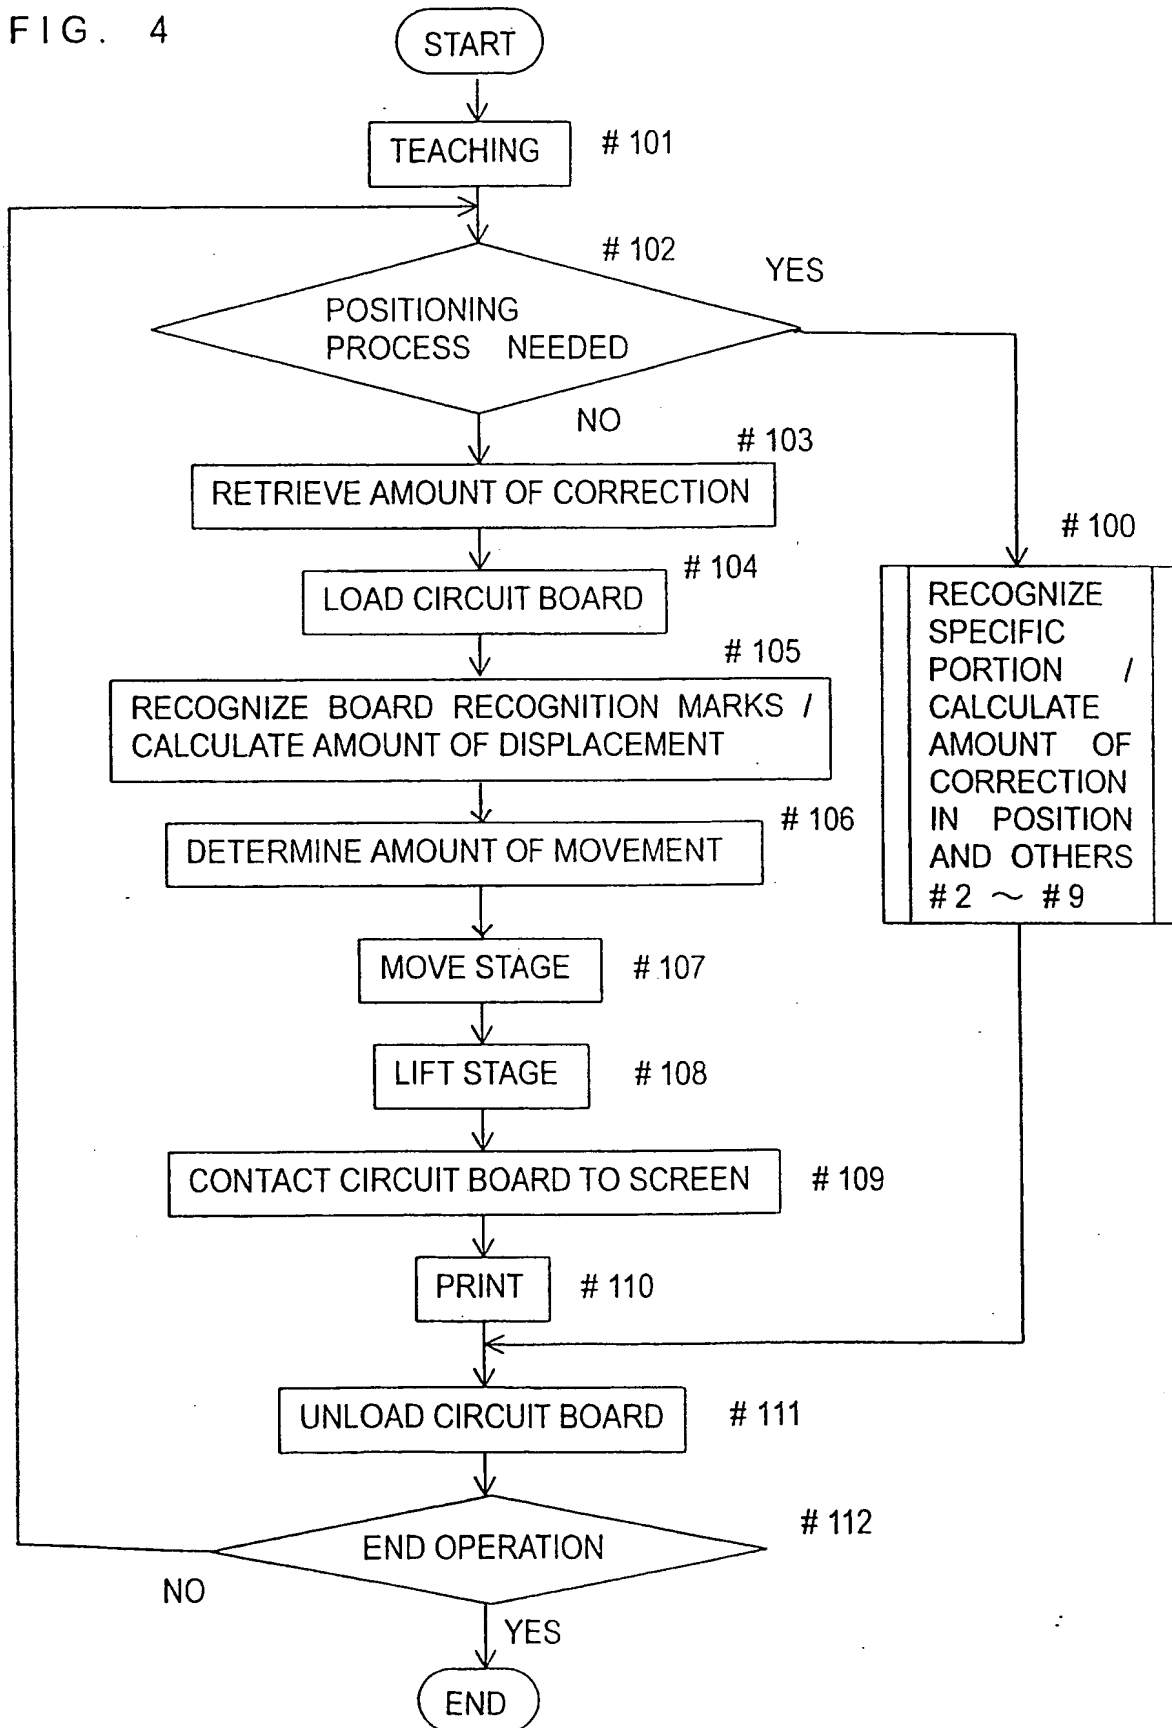 FIG. 4
START
TEACHING
# 101
# 102
YES
POSITIONING
PROCESS NEEDED
NO
# 103
RETRIEVE AMOUNT OF CORRECTION
# 100
# 104
LOAD CIRCUIT BOARD
RECOGNIZE
SPECIFIC
PORTION /
CALCULATE
AMOUNT OF
CORRECTION
IN POSITION
AND OTHERS
#2 ~ #9
# 105
RECOGNIZE BOARD RECOGNITION MARKS /
CALCULATE AMOUNT OF DISPLACEMENT
# 106
DETERMINE AMOUNT OF MOVEMENT
MOVE STAGE
# 107
LIFT STAGE
# 108
CONTACT CIRCUIT BOARD TO SCREEN
# 109
PRINT
# 110
UNLOAD CIRCUIT BOARD
# 111
# 112
END OPERATION
NO
YES
END